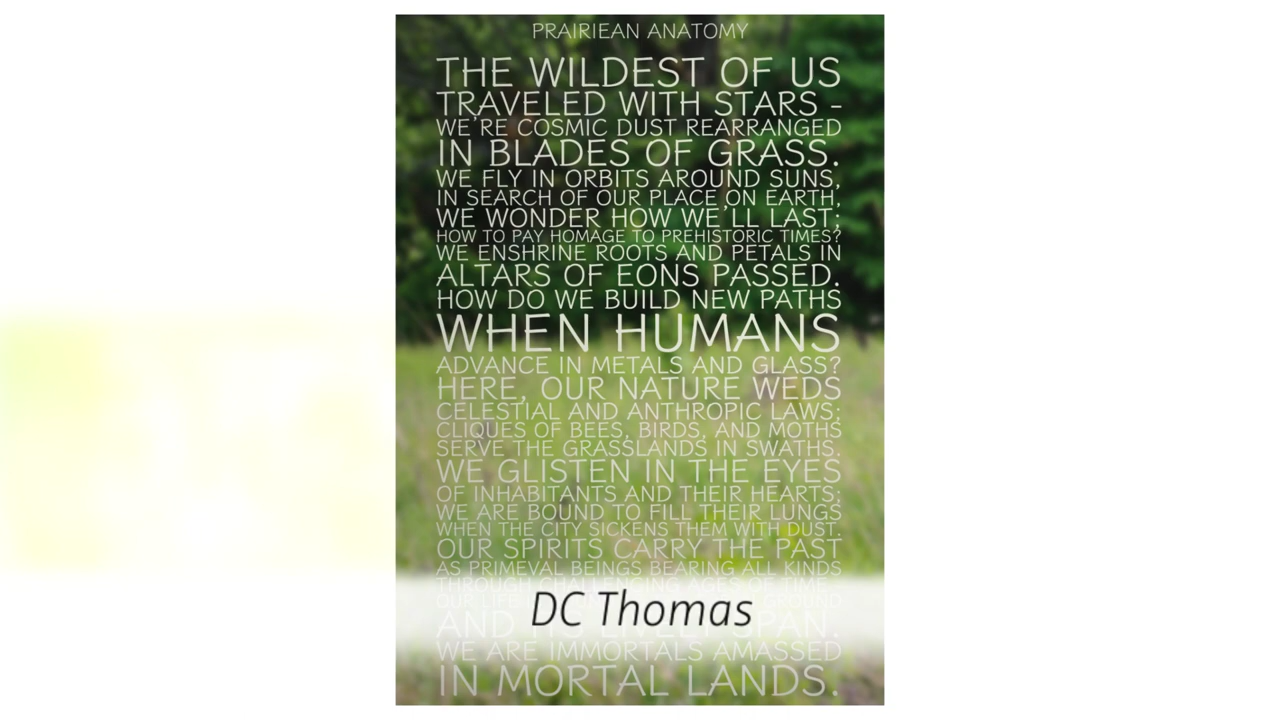 PRAIRIEAN ANATOMY
THE WILDEST OF US
TRAVELED WITH STARS -
WE'RE COSMIC DUST REARRANGED
IN BLADES OF GRASS.
WE FLY IN ORBITS AROUND SUNS,
IN SEARCH OF OUR PLACE ON EARTH,
WE WONDER HOW WE'LL LAST;
HOW TO PAY HOMAGE TO PREHISTORIC TIMES?
WE ENSHRINE ROOTS AND PETALS IN
ALTARS OF EONS PASSED.
HOW DO WE BUILD NEW PATHS
WHEN HUMANS
ADVANCE IN METALS AND GLASS?
HERE, OUR NATURE WEDS
CELESTIAL AND ANTHROPIC LAWS;
CLIQUES OF BEES, BIRDS, AND MOTHS
SERVE THE GRASSLANDS IN SWATHS.
WE GLISTEN IN THE EYES
OF INHABITANTS AND THEIR HEARTS;
WE ARE BOUND TO FILL THEIR LUNGS
WHEN THE CITY SICKENS THEM WITH DUST.
OUR SPIRITS CARRY THE PAST
AS PRIMEVAL BEINGS BEARING ALL KINDS
THROUGH CHALLENGING AGES OF TIME
OUR GROUND
DC Thomas
AND SPAN.
WE ARE IMMORTALS AMASSED
IN MORTAL LANDS.